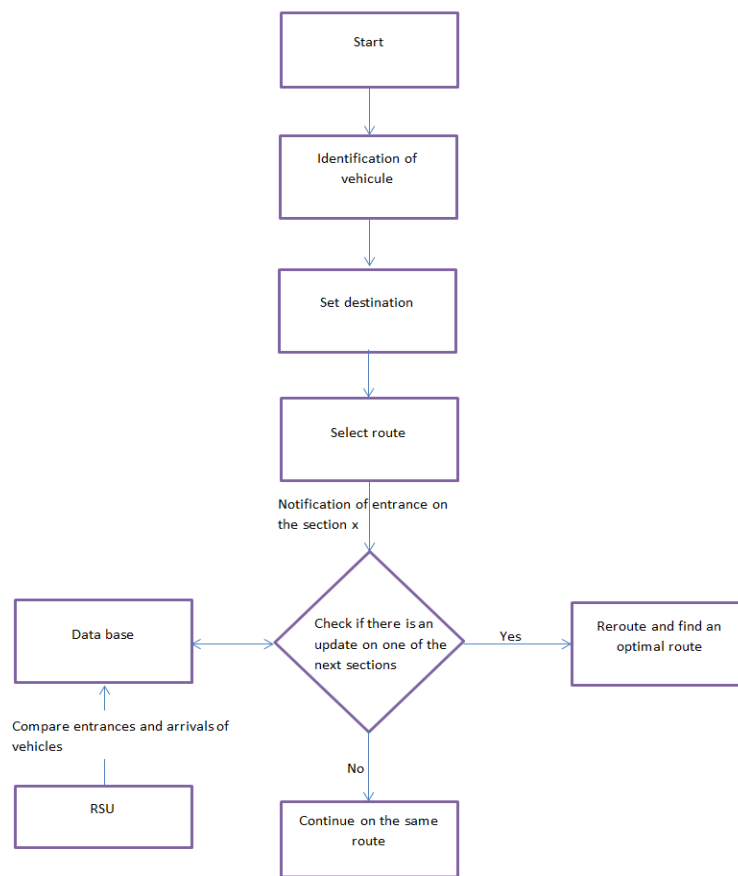 Start
Identification of
vehicule
Set destination
Select route
Notification of entrance on
the section x
Check if there is an
update on one of the
next sections
Data base
Yes
Reroute and find an
optimal route
Compare entrances and arrivals of
vehicles
No
RSU
Continue on the same
route